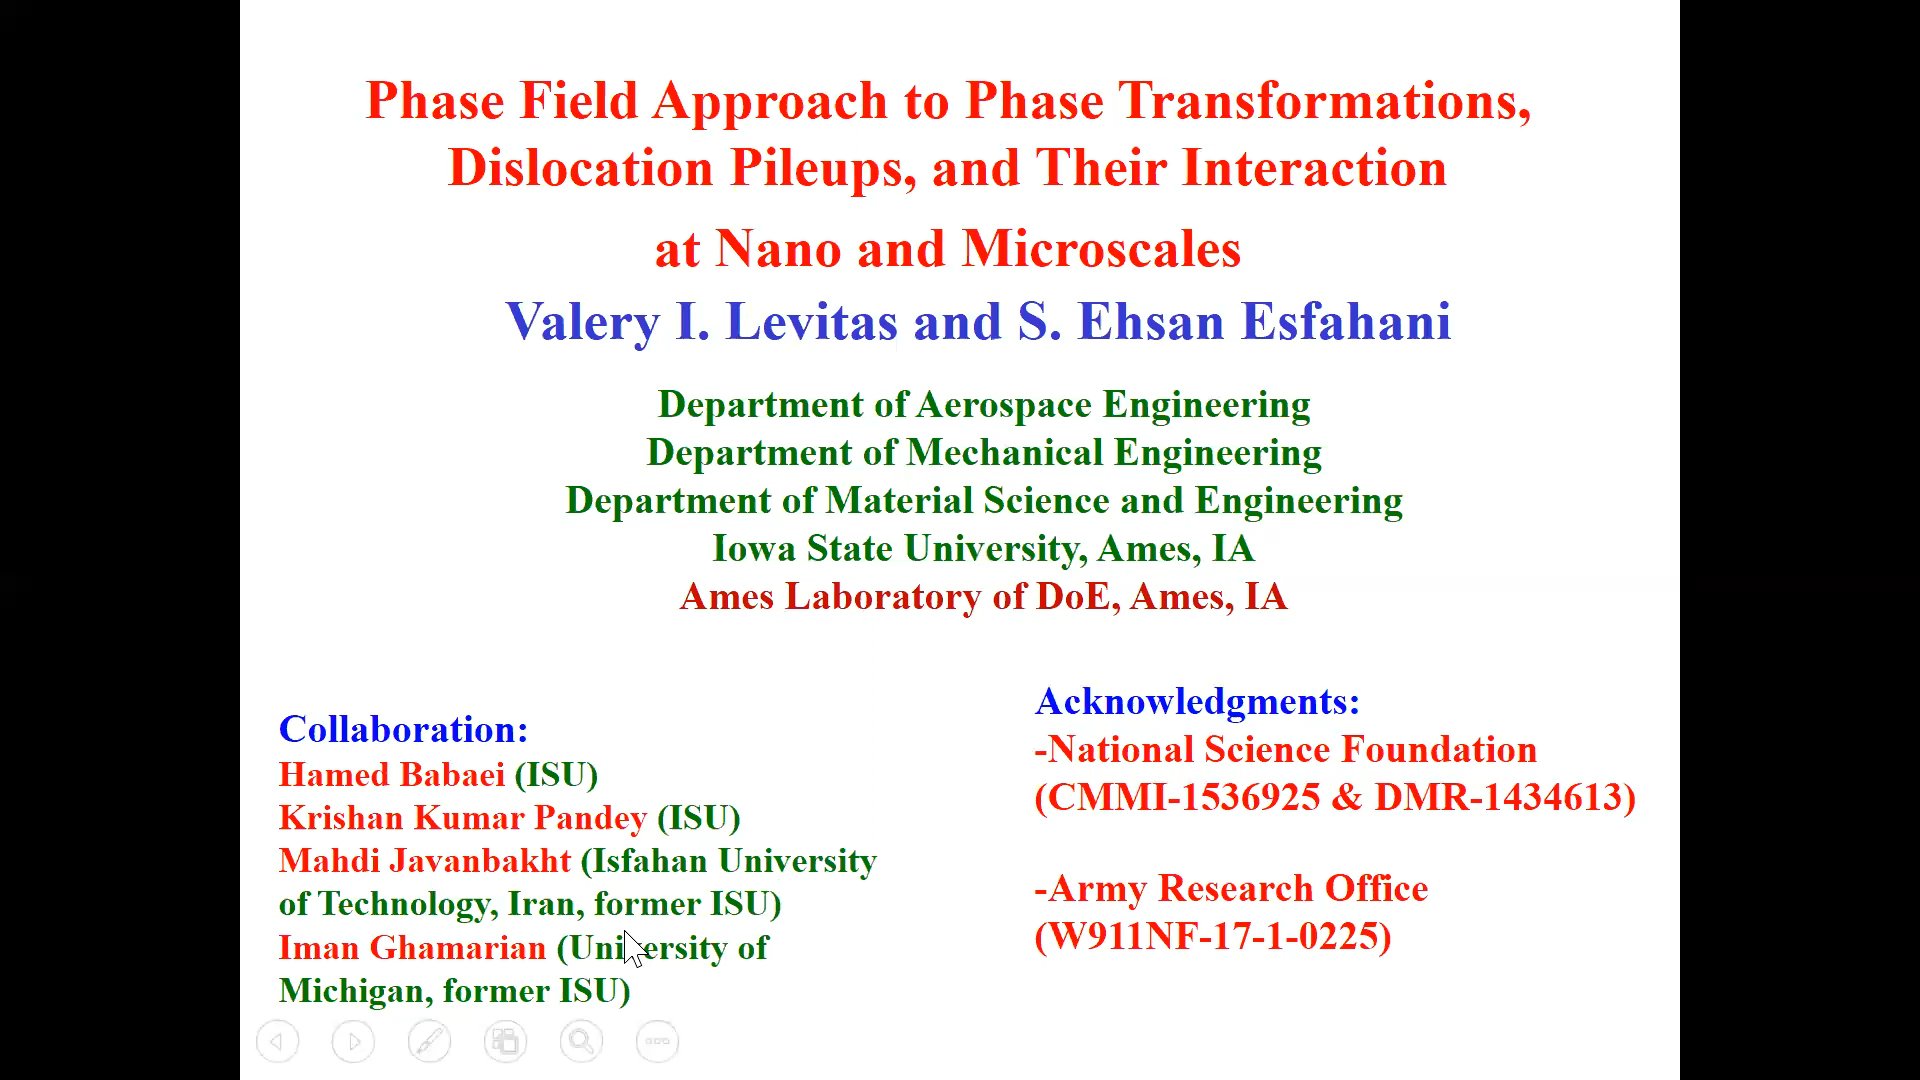 Phase Field Approach to Phase Transformations,
Dislocation Pileups, and Their Interaction
at Nano and Microscales
Valery I. Levitas and S. Ehsan Esfahani
Department of Aerospace Engineering
Department of Mechanical Engineering
Department of Material Science and Engineering
Iowa State University, Ames, IA
Ames Laboratory of DoE, Ames, IA
Collaboration:
Hamed Babaei (ISU)
Krishan Kumar Pandey (ISU)
Mahdi Javanbakht (Isfahan University
of Technology, Iran, former ISU)
Iman Ghamarian (University of
Michigan, former ISU)
Acknowledgments:
-National Science Foundation
(CMMI-1536925 & DMR-1434613)
-Army Research Office
(W911NF-17-1-0225)